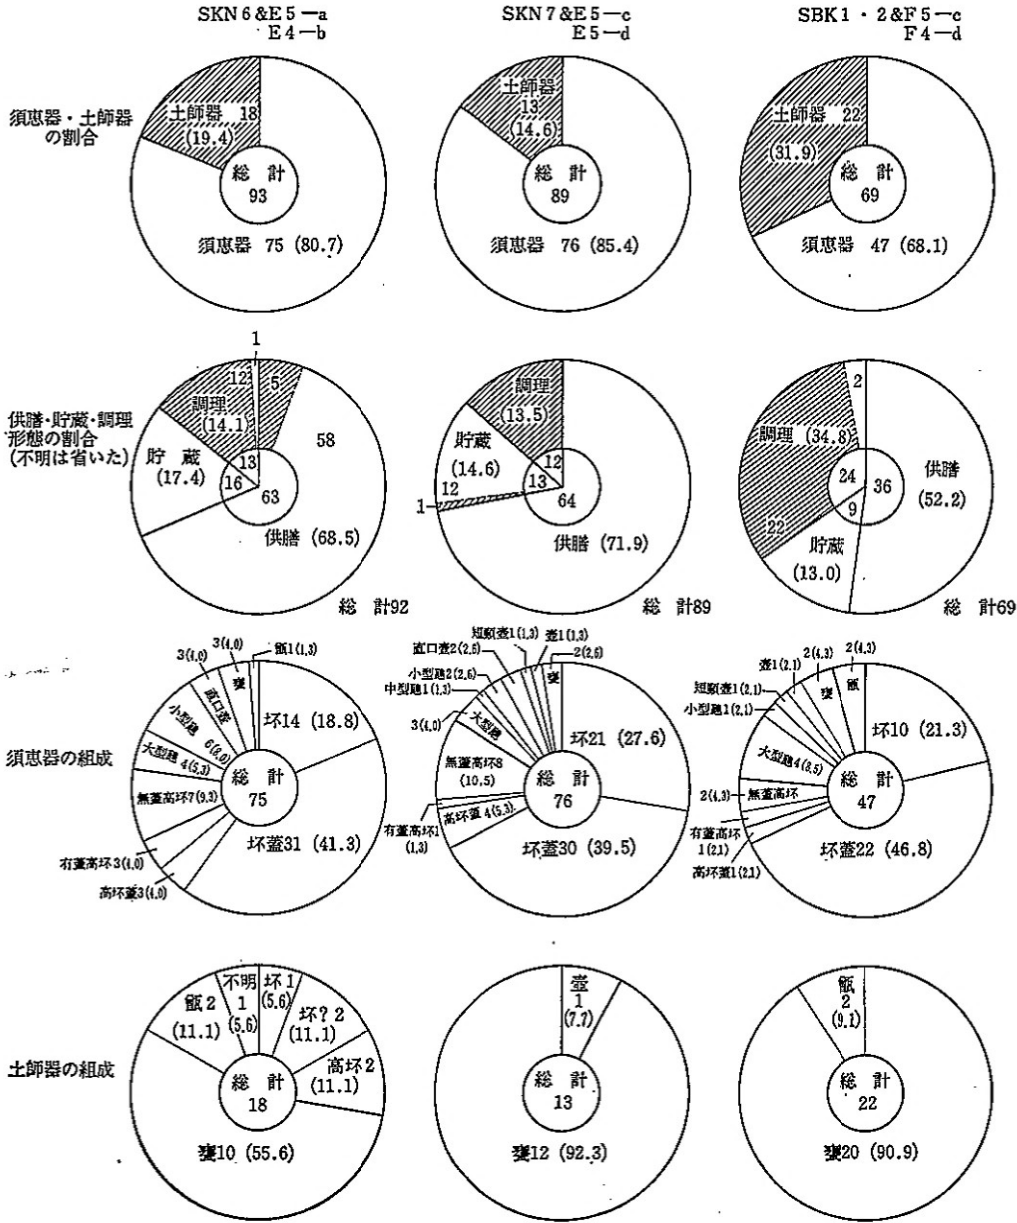 SKN6&E5—a
E4—b
SKN7&E5—c
E5—d
SBK1・2&F5—c
F4—d
須恵器・土師器
の割合
土師器 18
(19.4)
総計
93
須恵器 75 (80.7)
土師器
13
(14.6)
総計
89
須恵器 76 (85.4)
土師器 22
(31.9)
総計
69
須恵器 47 (68.1)
供膳・貯蔵・調理
形態の割合
(不明は省いた)
1
12
5
調理
(14.1)
58
貯蔵
(17.4)
13
16
63
供膳 (68.5)
総計92
調理
(13.5)
貯蔵
(14.6)
12
13
12
1
64
供膳 (71.9)
総計89
2
調理 (34.8)
24
36
供膳
(52.2)
9
22
貯蔵
(13.0)
総計69
須恵器の組成
3(4.0)
3(4.0)
甑1(1.3)
甕
直口壺
小型𤭯
6(8.0)
大型𤭯 4(5.3)
無蓋高坏7(9.3)
有蓋高坏3(4.0)
高坏蓋3(4.0)
坏14 (18.8)
総計
75
坏蓋31 (41.3)
短頸壺1(1.3)
壺1(1.3)
直口壺2(2.6)
2(2.6)
小型𤭯2(2.6)
中型𤭯1(1.3)
甕
3(4.0)
大型𤭯
無蓋高坏8
(10.5)
有蓋高坏1
(1.3)
高坏蓋 4(5.3)
坏21 (27.6)
総計
76
坏蓋30 (39.5)
2(4.3)
2(4.3)
壺1(2.1)
短頸壺1(2.1)
小型𤭯1(2.1)
甕
甑
大型𤭯4(8.5)
2(4.3)
無蓋高坏
有蓋高坏
1(2.1)
高坏蓋1(2.1)
坏10 (21.3)
総計
47
坏蓋22 (46.8)
土師器の組成
不明
1
(5.6)
坏1
(5.6)
甑2
(11.1)
坏?2
(11.1)
高坏2
(11.1)
総計
18
甕10 (55.6)
壺
1
(7.7)
総計
13
甕12 (92.3)
甑
2
(9.1)
総計
22
甕20 (90.9)